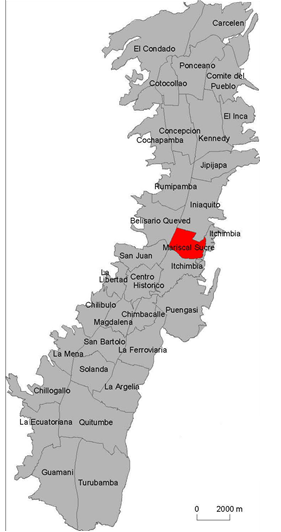 Carcelen
El Condado
Ponceano
Comite del
Pueblo
Cotocollao
El Inca
Concepcion
Kennedy
Cochapamba
Jipijapa
Rumipamba
Iniaquito
Belisario Queved
Itchimbia
Mariscal Sucre
San Juan
Itchimbia
La
Libertad
Centro
Historico
Chilibulo
Chimbacalle
Puengasi
Magdalena
San Bartolo
La Ferroviaria
La Mena
Solanda
Chillogallo
La Argelia
La Ecuatoriana
Quitumbe
Guamani
Turubamba
0 2000 m